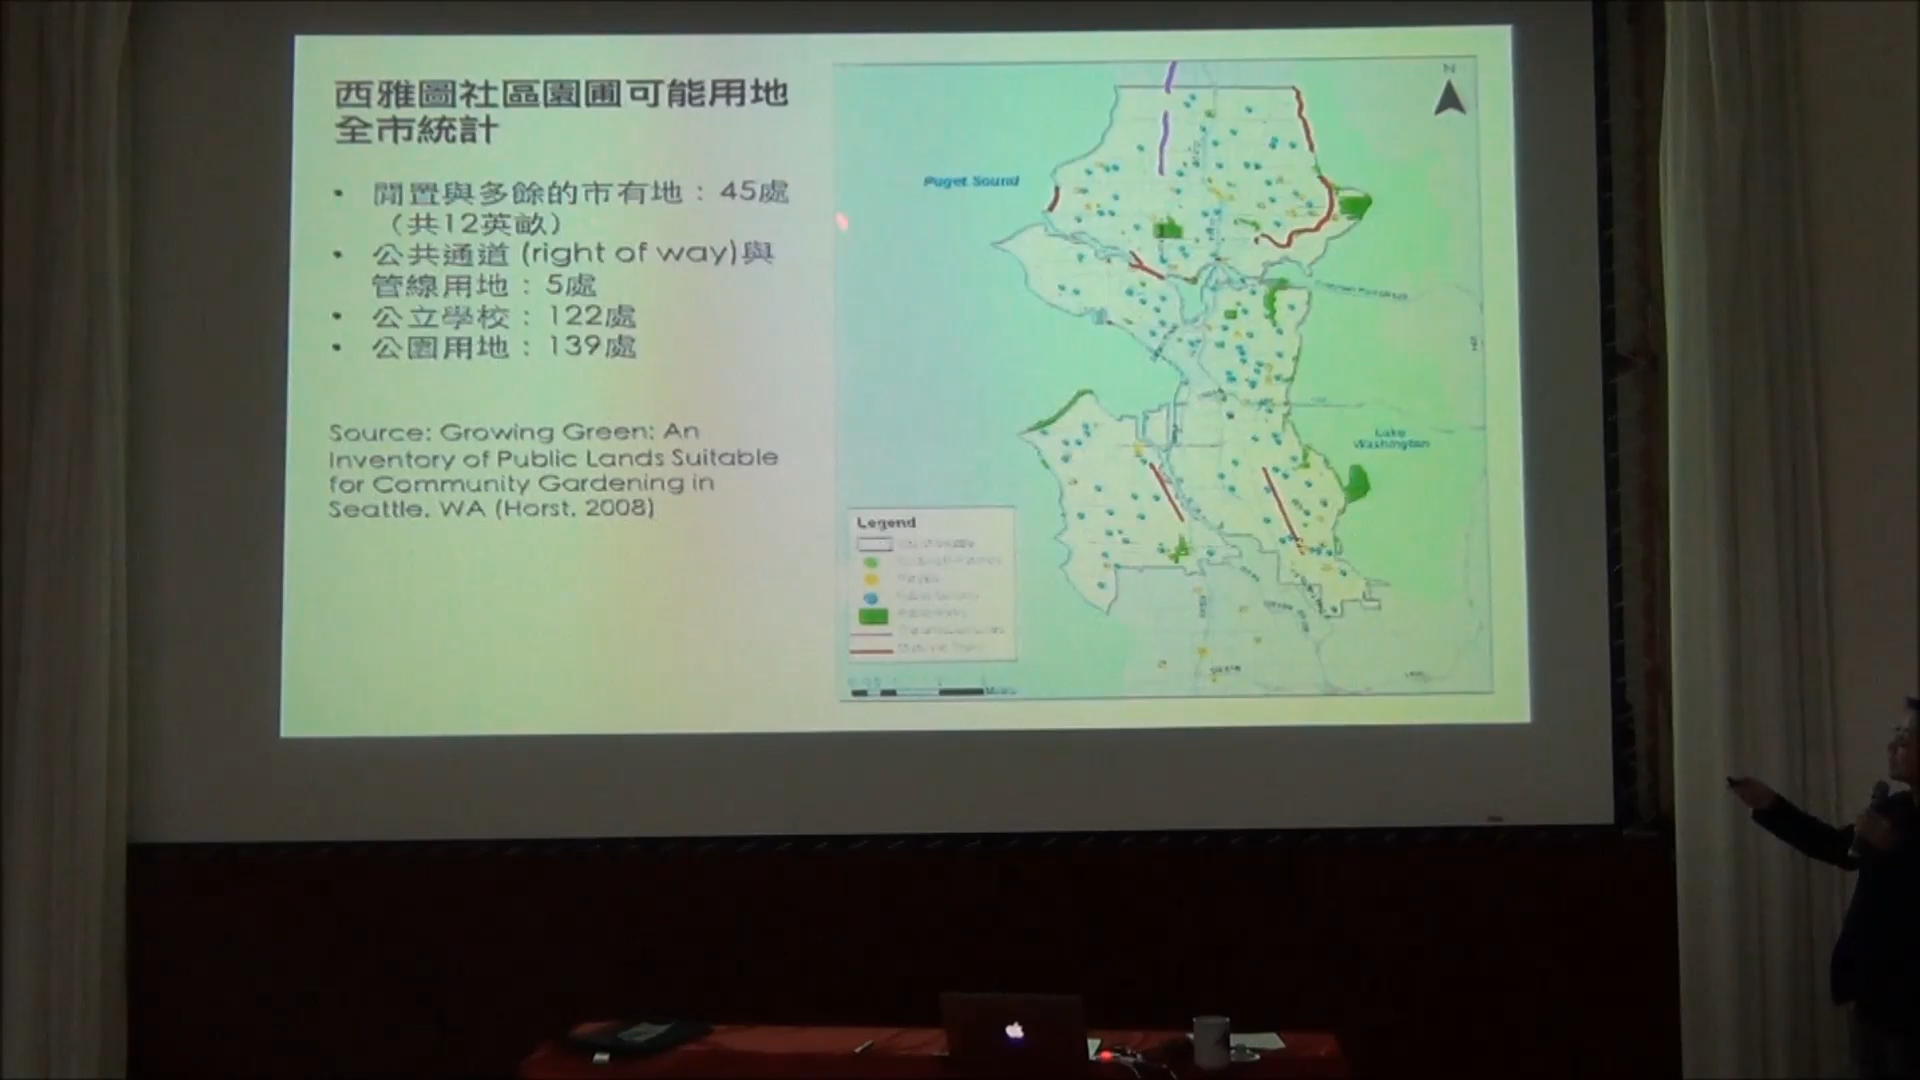 西雅圖社區園圃可能用地
全市統計
• 閒置與多餘的市有地：45處
（共12英畝）
• 公共通道 (right of way)與
管線用地：5處
• 公立學校：122處
• 公園用地：139處
Source: Growing Green: An
Inventory of Public Lands Suitable
for Community Gardening in
Seattle, WA (Horst, 2008)
N
Puget Sound
Lake
Washington
Legend